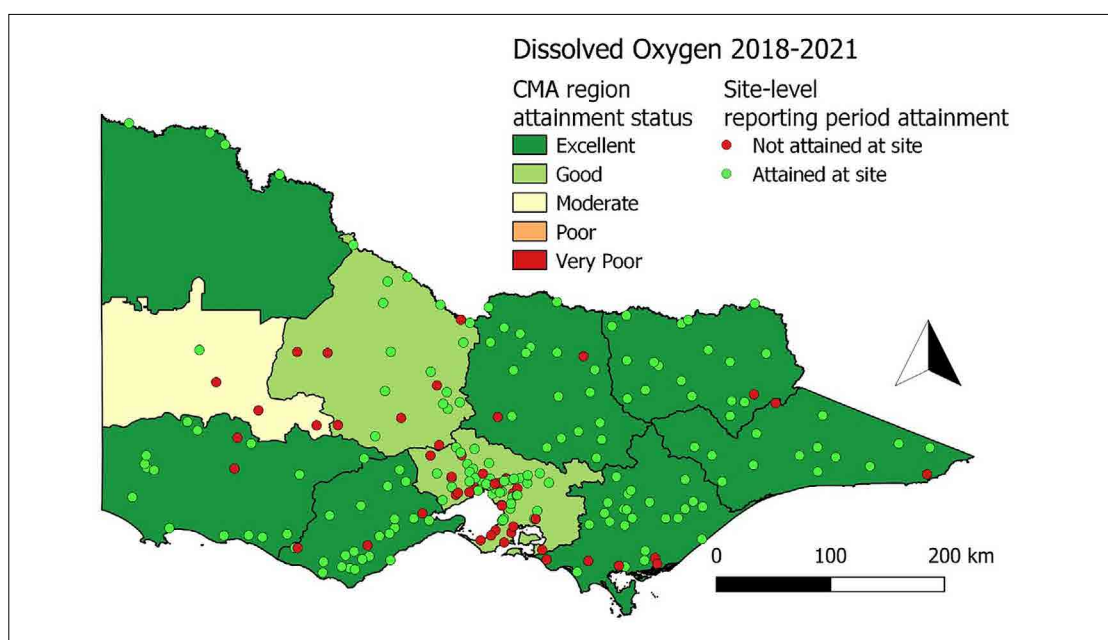 Dissolved Oxygen 2018-2021
CMA region
attainment status
Excellent
Good
Moderate
Poor
Very Poor
Site-level
reporting period attainment
Not attained at site
Attained at site
0 100 200 km